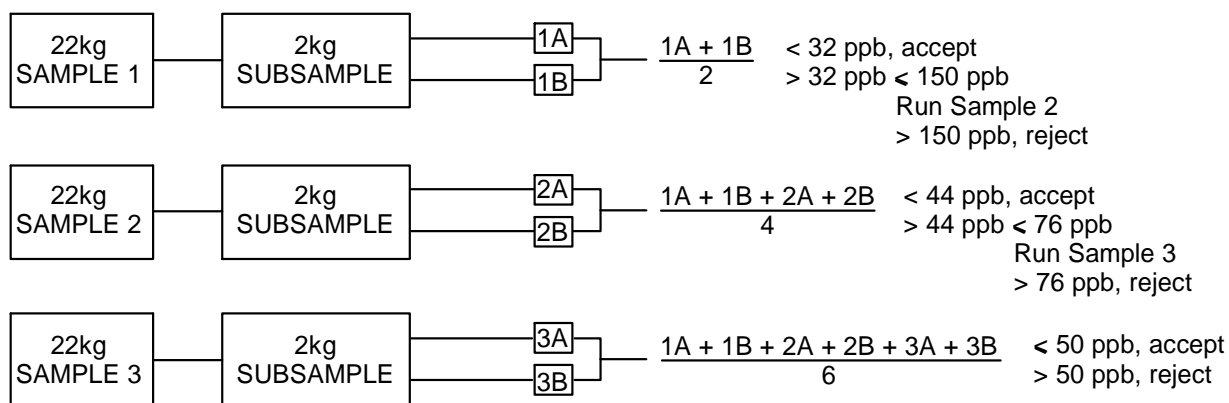 22kg
SAMPLE 1
2kg
SUBSAMPLE
1A
1B
1A + 1B
2
< 32 ppb, accept
> 32 ppb ⩽ 150 ppb
Run Sample 2
> 150 ppb, reject
22kg
SAMPLE 2
2kg
SUBSAMPLE
2A
2B
1A + 1B + 2A + 2B
4
< 44 ppb, accept
> 44 ppb ⩽ 76 ppb
Run Sample 3
> 76 ppb, reject
22kg
SAMPLE 3
2kg
SUBSAMPLE
3A
3B
1A + 1B + 2A + 2B + 3A + 3B
6
⩽ 50 ppb, accept
> 50 ppb, reject